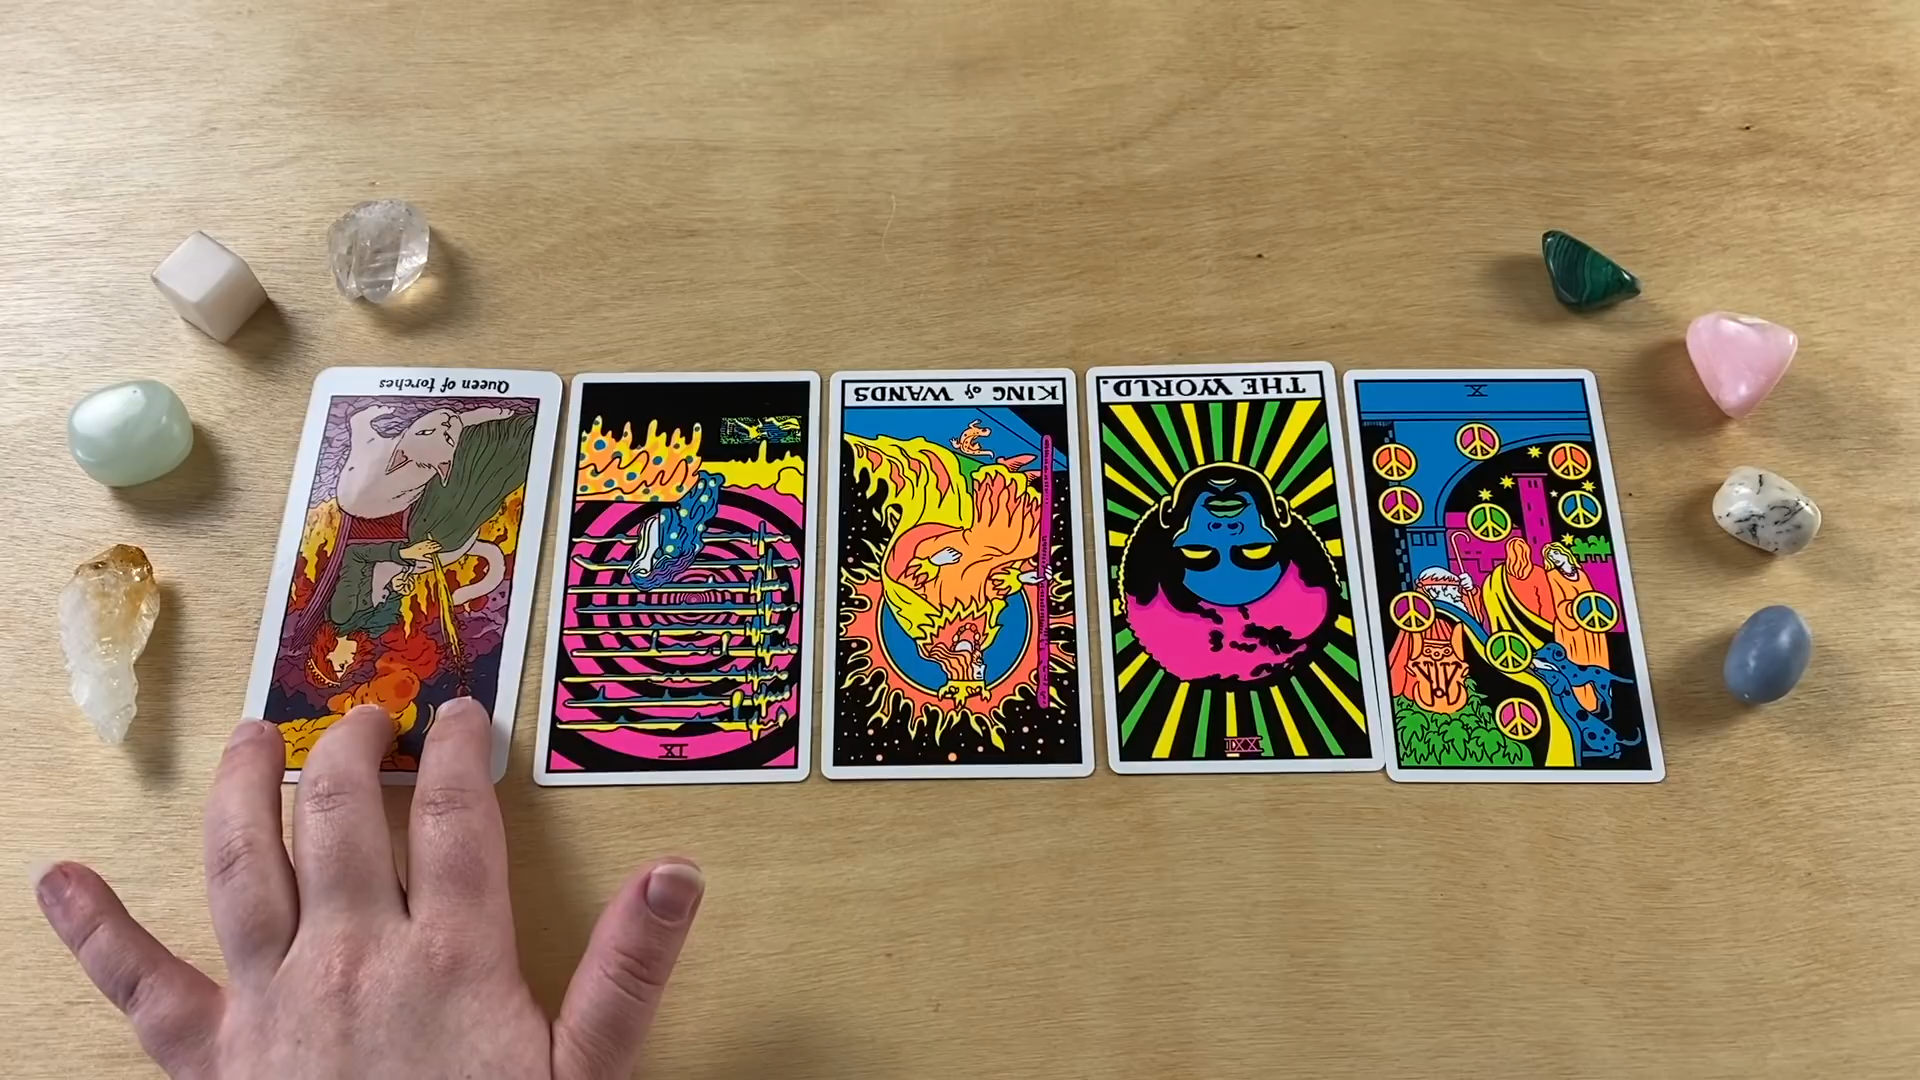 Queen of torches
IX
KING of WANDS
THE WORLD.
XXI
X